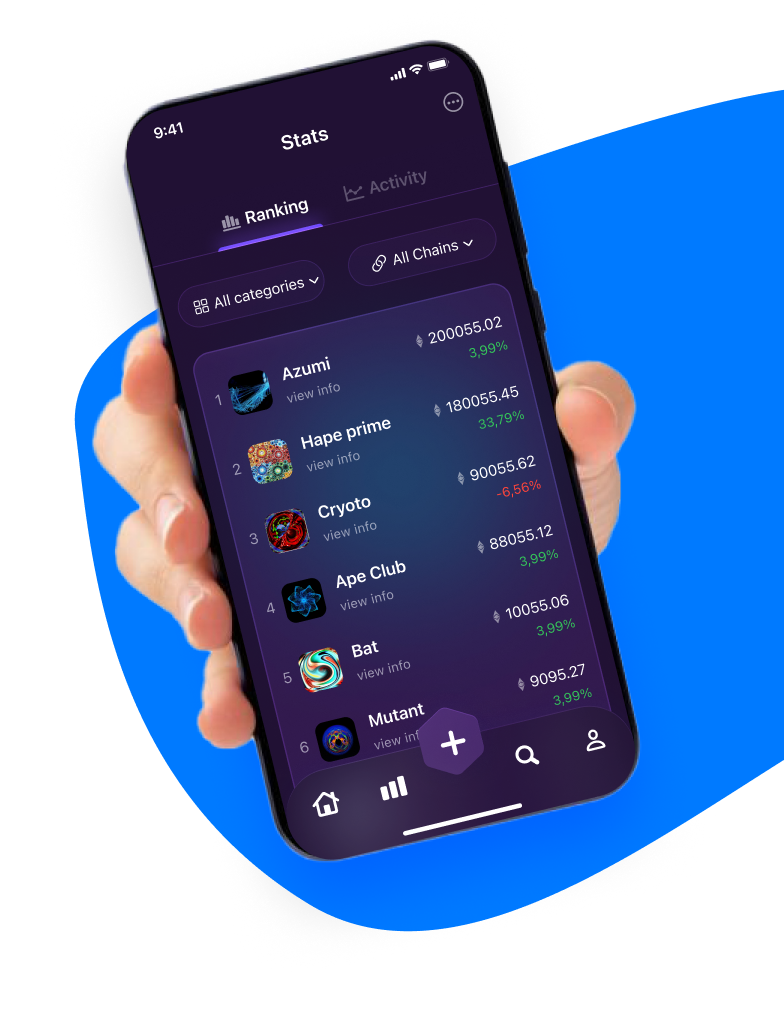 9:41
Stats
Ranking
Activity
All categories
All Chains
1
Azumi
view info
200055.02
3,99%
2
Hape prime
view info
180055.45
33,79%
3
Cryoto
view info
90055.62
-6,56%
4
Ape Club
view info
88055.12
3,99%
5
Bat
view info
10055.06
3,99%
6
Mutant
view inf
9095.27
3,99%